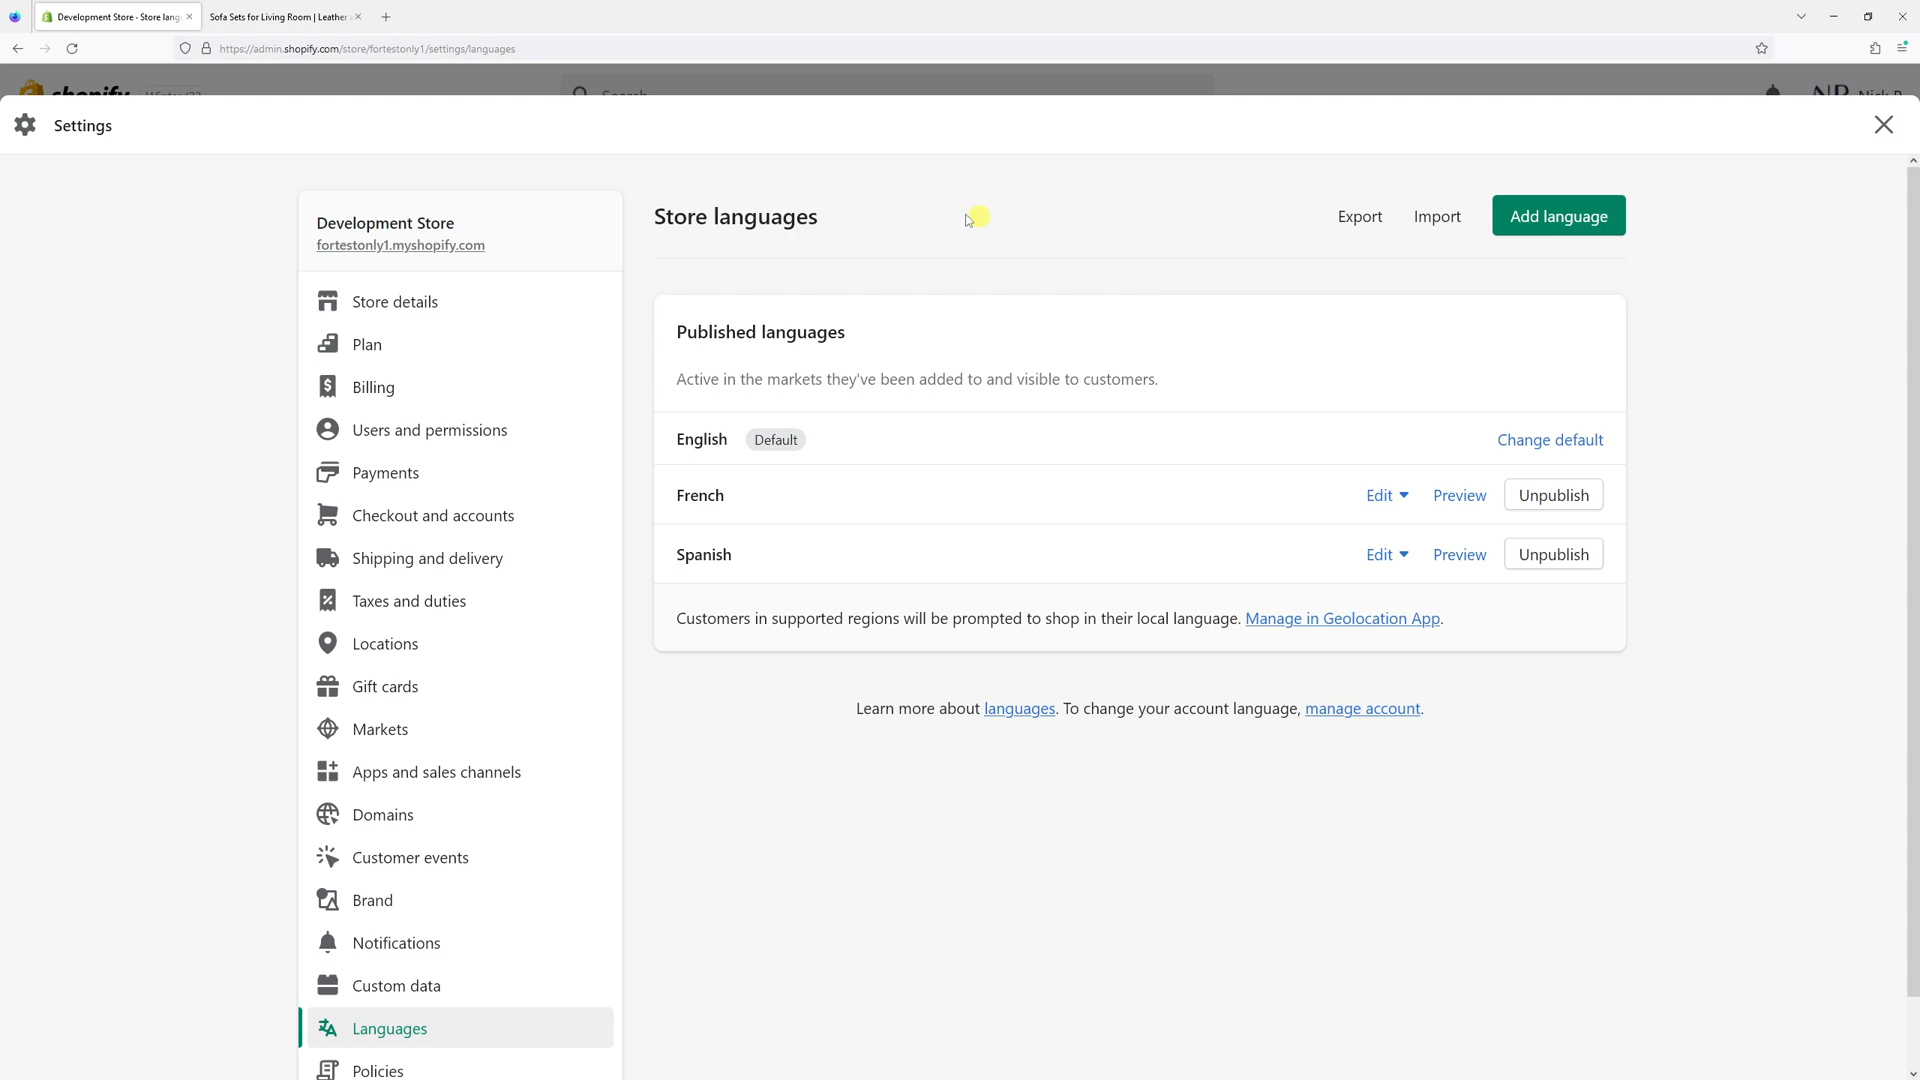 Development Store - Store lang
Sofa Sets for Living Room | Leather
https://admin.shopify.com/store/fortestonly1/settings/languages
shopify
Search
Settings
Development Store
fortestonly1.myshopify.com
Store details
Plan
Billing
Users and permissions
Payments
Checkout and accounts
Shipping and delivery
Taxes and duties
Locations
Gift cards
Markets
Apps and sales channels
Domains
Customer events
Brand
Notifications
Custom data
Languages
Policies
Store languages
Export Import Add language
Published languages
Active in the markets they've been added to and visible to customers.
English Default Change default
French Edit Preview Unpublish
Spanish Edit Preview Unpublish
Customers in supported regions will be prompted to shop in their local language. Manage in Geolocation App.
Learn more about languages. To change your account language, manage account.